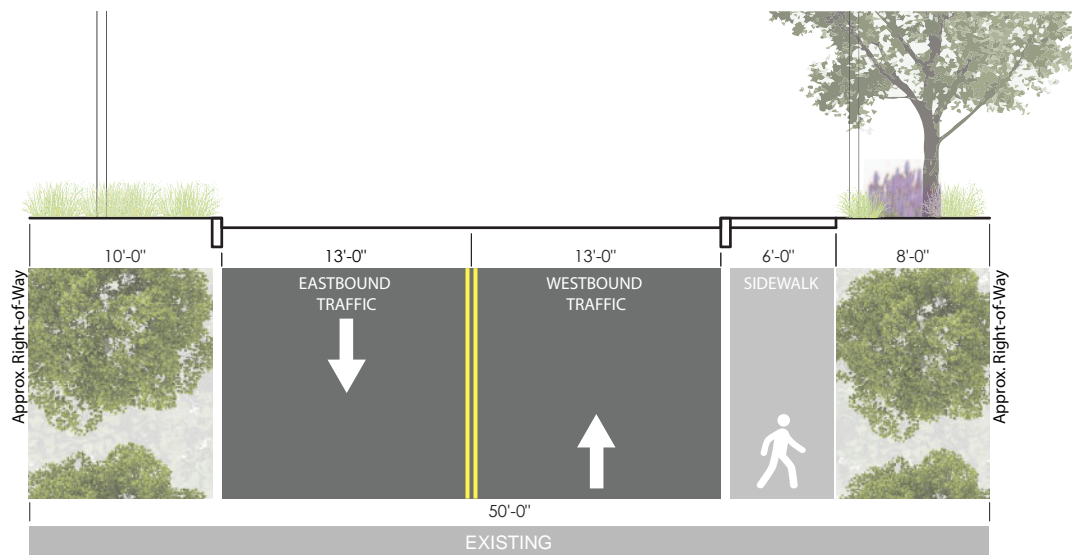 10'-0"
13'-0"
13'-0"
6'-0"
8'-0"
Approx. Right-of-Way
EASTBOUND
TRAFFIC
WESTBOUND
TRAFFIC
SIDEWALK
Approx. Right-of-Way
50'-0"
EXISTING